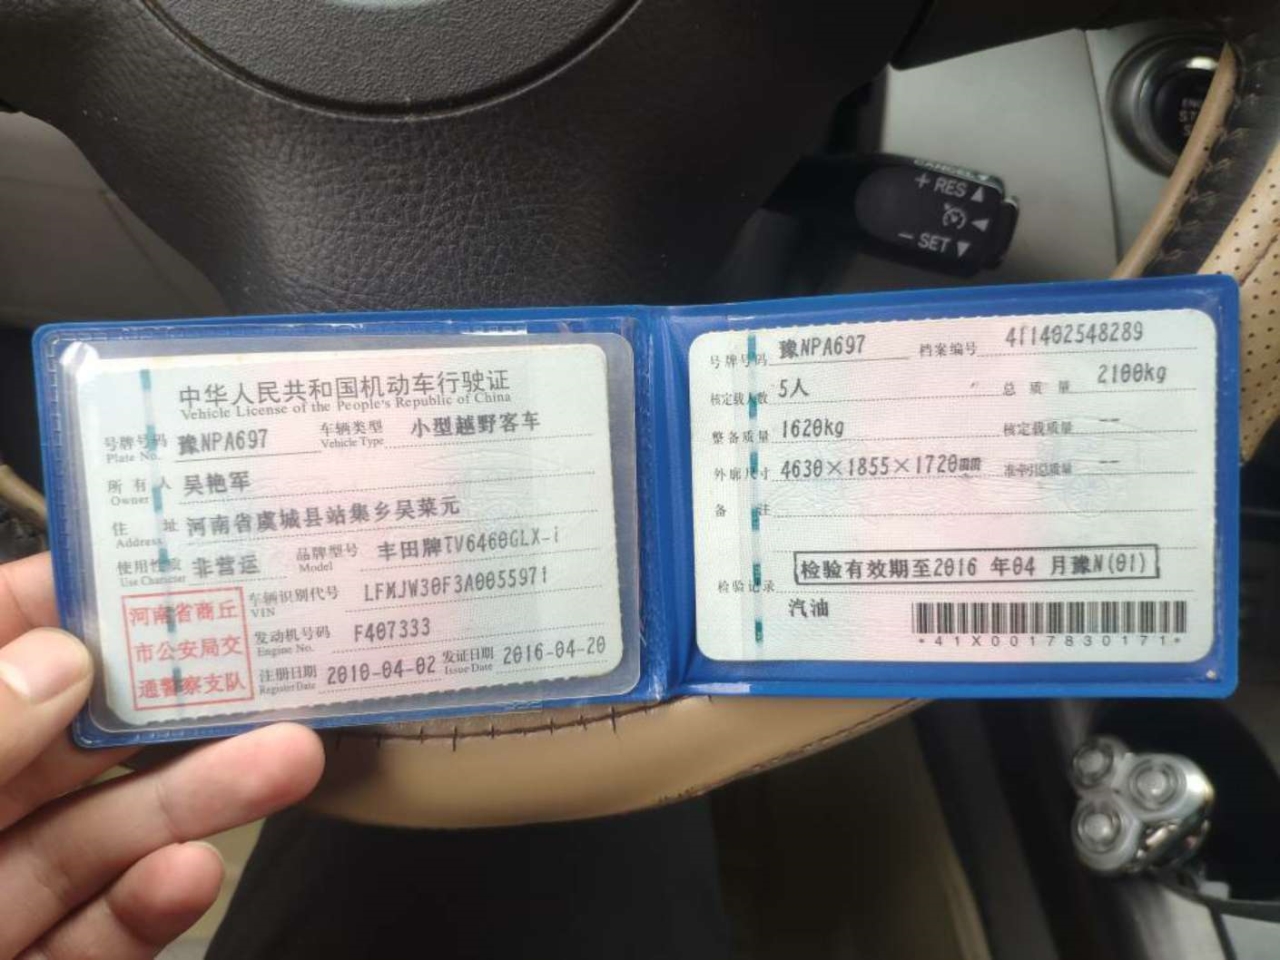 CANCEL
+ RES ▲
◀
− SET ▼
中华人民共和国机动车行驶证
Vehicle License of the People's Republic of China
号牌号码 豫NPA697 车辆类型 小型越野客车
Plate No. Vehicle Type
所有人 吴艳军
Owner
住址 河南省虞城县站集乡吴菜元
Address
使用性质 非营运 品牌型号 丰田牌TV6460GLX-i
Use Character Model
河南省商丘
市公安局交
通警察支队
车辆识别代号 LFMJW30F3A0055971
VIN
发动机号码 F407333
Engine No.
注册日期 2010-04-02 发证日期 2016-04-20
Register Date Issue Date
号牌号码 豫NPA697 档案编号 411402548289
核定载人数 5人 总质量 2100kg
整备质量 1620kg 核定载质量 --
外廓尺寸 4630×1855×1720mm 准牵引总质量 --
备注
检验记录 检验有效期至2016 年04 月豫N(01)
汽油
*41X0017830171*